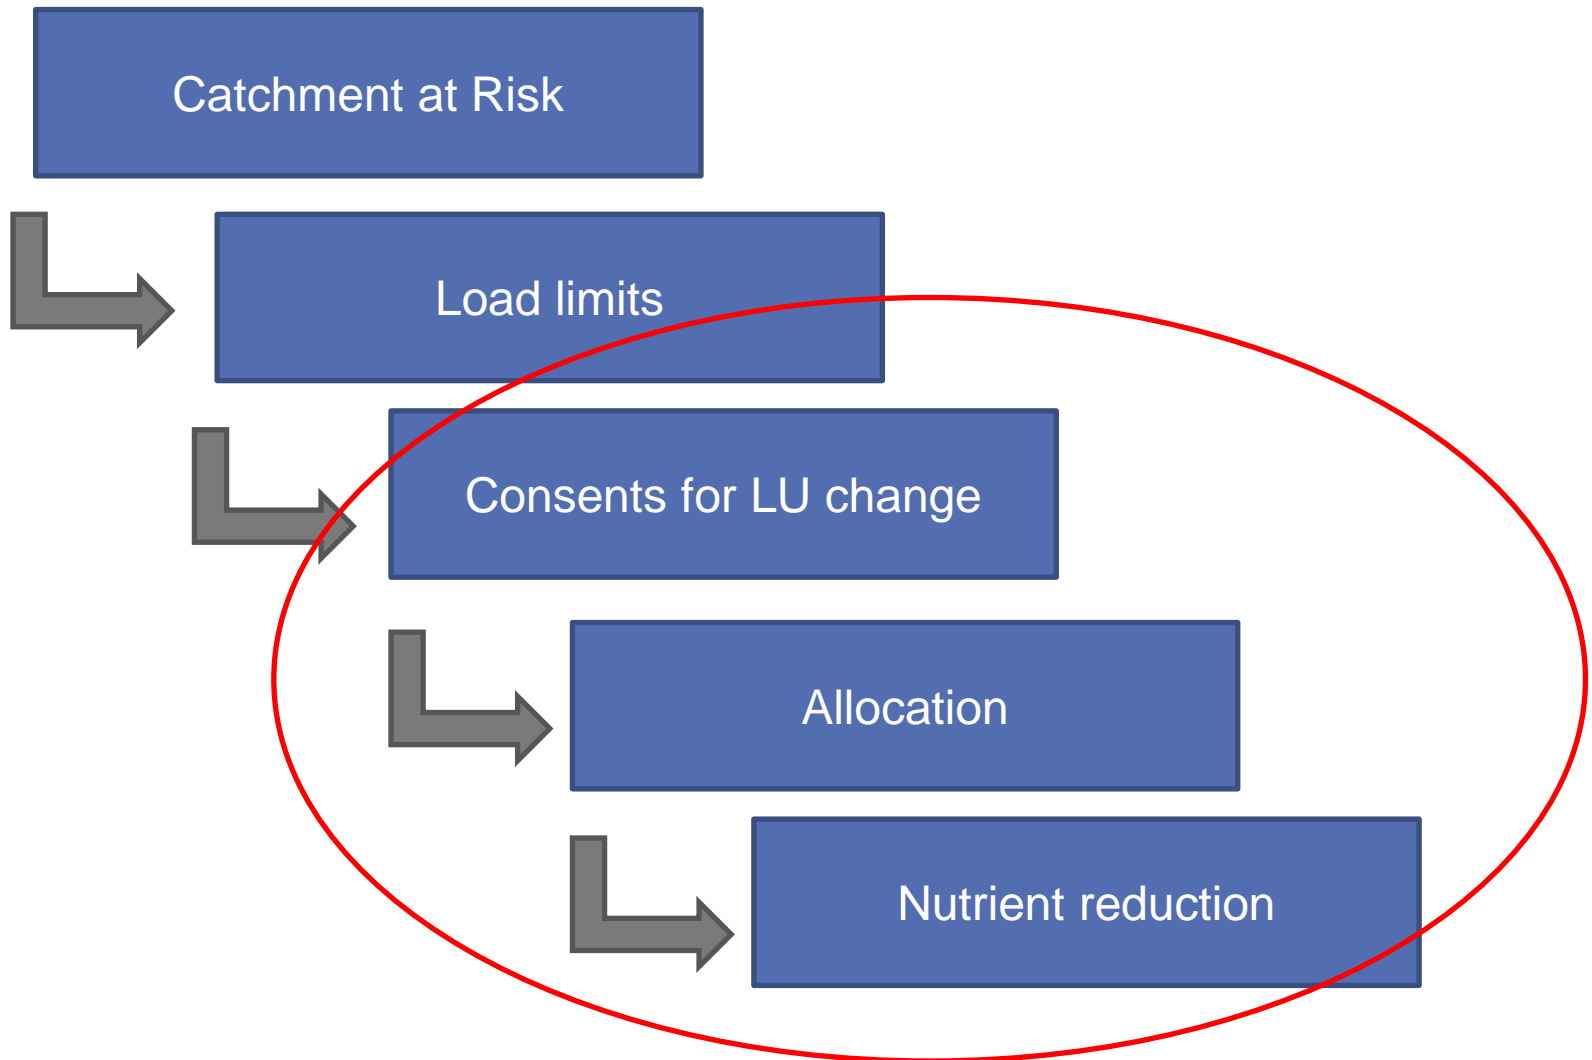 Catchment at Risk
Load limits
Consents for LU change
Allocation
Nutrient reduction